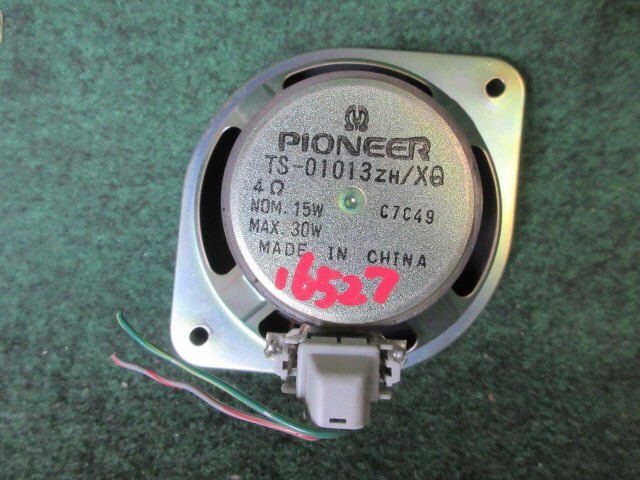 PIONEER
TS-01013ZH/XQ
4Ω
NOM. 15W C7C49
MAX. 30W
MADE IN CHINA
16527